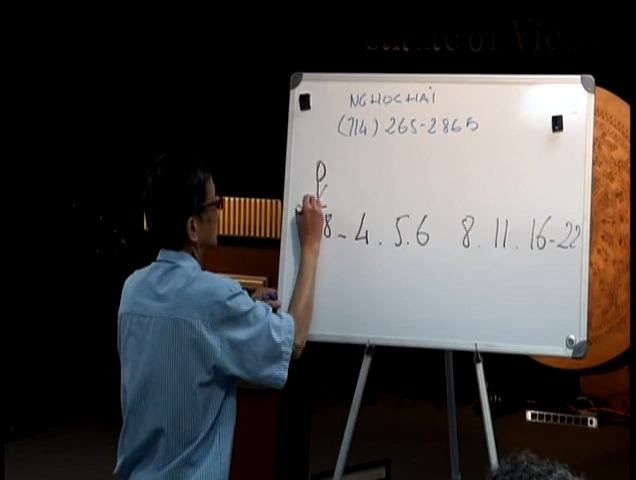 NGHOCHAI
(714) 265-2865
P
8 - 4 . 5 . 6 8 . 11 . 16 - 22